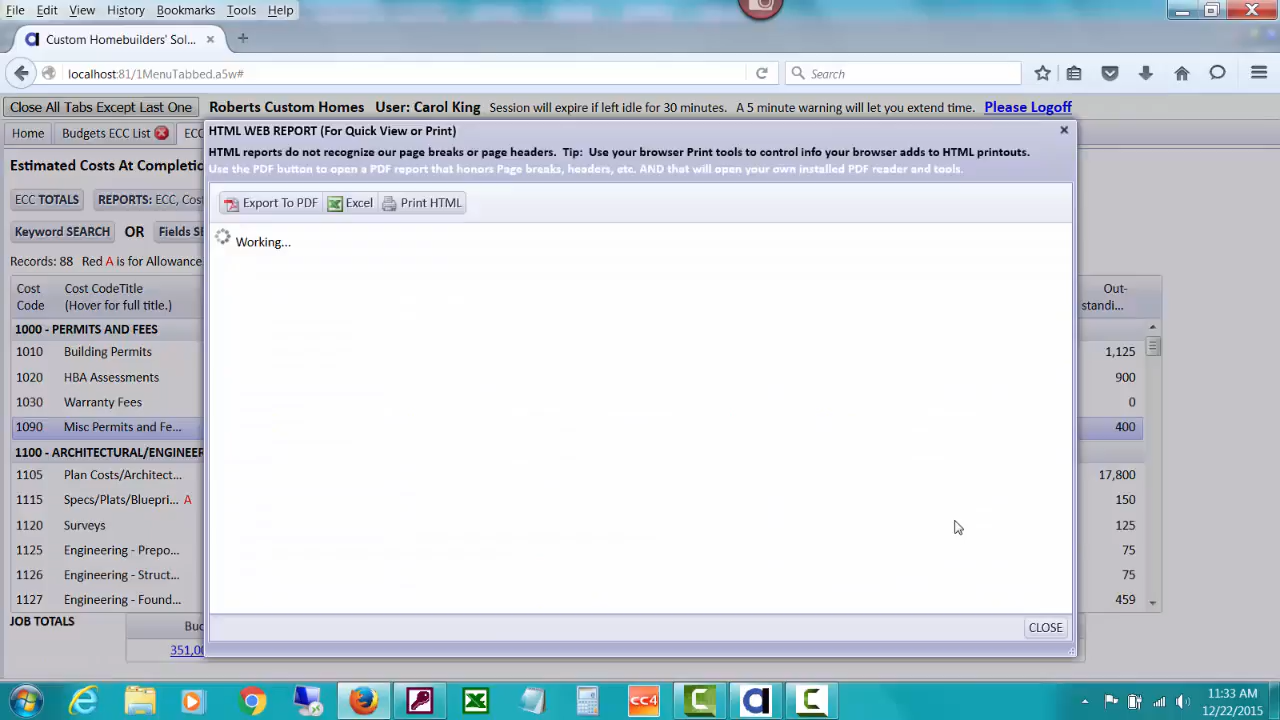 File Edit View History Bookmarks Tools Help
Custom Homebuilders' Sol...
localhost:81/1MenuTabbed.a5w#
Search
Close All Tabs Except Last One Roberts Custom Homes User: Carol King Session will expire if left idle for 30 minutes. A 5 minute warning will let you extend time. Please Logoff
Home Budgets ECC List ECC
HTML WEB REPORT (For Quick View or Print)
HTML reports do not recognize our page breaks or page headers. Tip: Use your browser Print tools to control info your browser adds to HTML printouts.
Use the PDF button to open a PDF report that honors Page breaks, headers, etc. AND that will open your own installed PDF reader and tools.
Estimated Costs At Completio
ECC TOTALS REPORTS: ECC, Cos
Export To PDF Excel Print HTML
Keyword SEARCH OR Fields SE
Working...
Records: 88 Red A is for Allowance
Cost Code Cost CodeTitle (Hover for full title.) Out-standi...
1000 - PERMITS AND FEES
1010 Building Permits 1,125
1020 HBA Assessments 900
1030 Warranty Fees 0
1090 Misc Permits and Fe... 400
1100 - ARCHITECTURAL/ENGINEER
1105 Plan Costs/Architect... 17,800
1115 Specs/Plats/Bluepri... A 150
1120 Surveys 125
1125 Engineering - Prepo... 75
1126 Engineering - Struct... 75
1127 Engineering - Found... 459
JOB TOTALS Buc
351,00
CLOSE
CC4
11:33 AM
12/22/2015